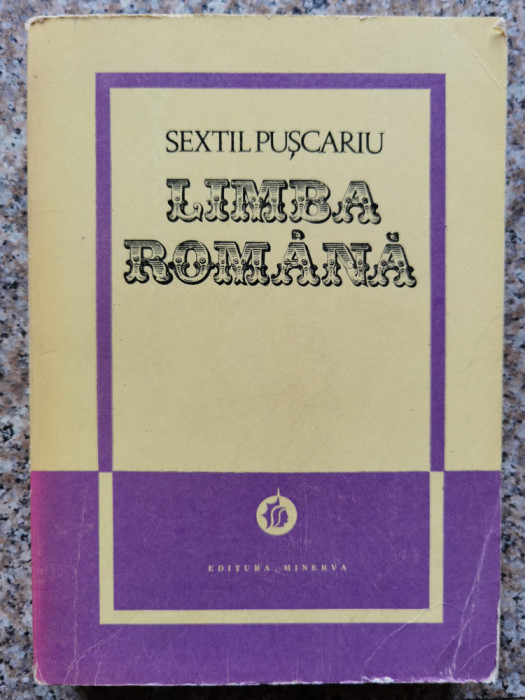 SEXTIL PUȘCARIU
LIMBA
ROMÂNĂ
EDITURA MINERVA